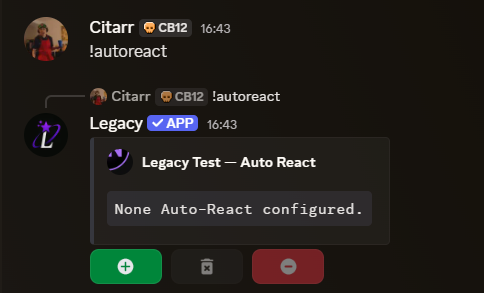 Citarr CB12 16:43
!autoreact
Citarr CB12 !autoreact
Legacy APP 16:43
Legacy Test — Auto React
None Auto-React configured.